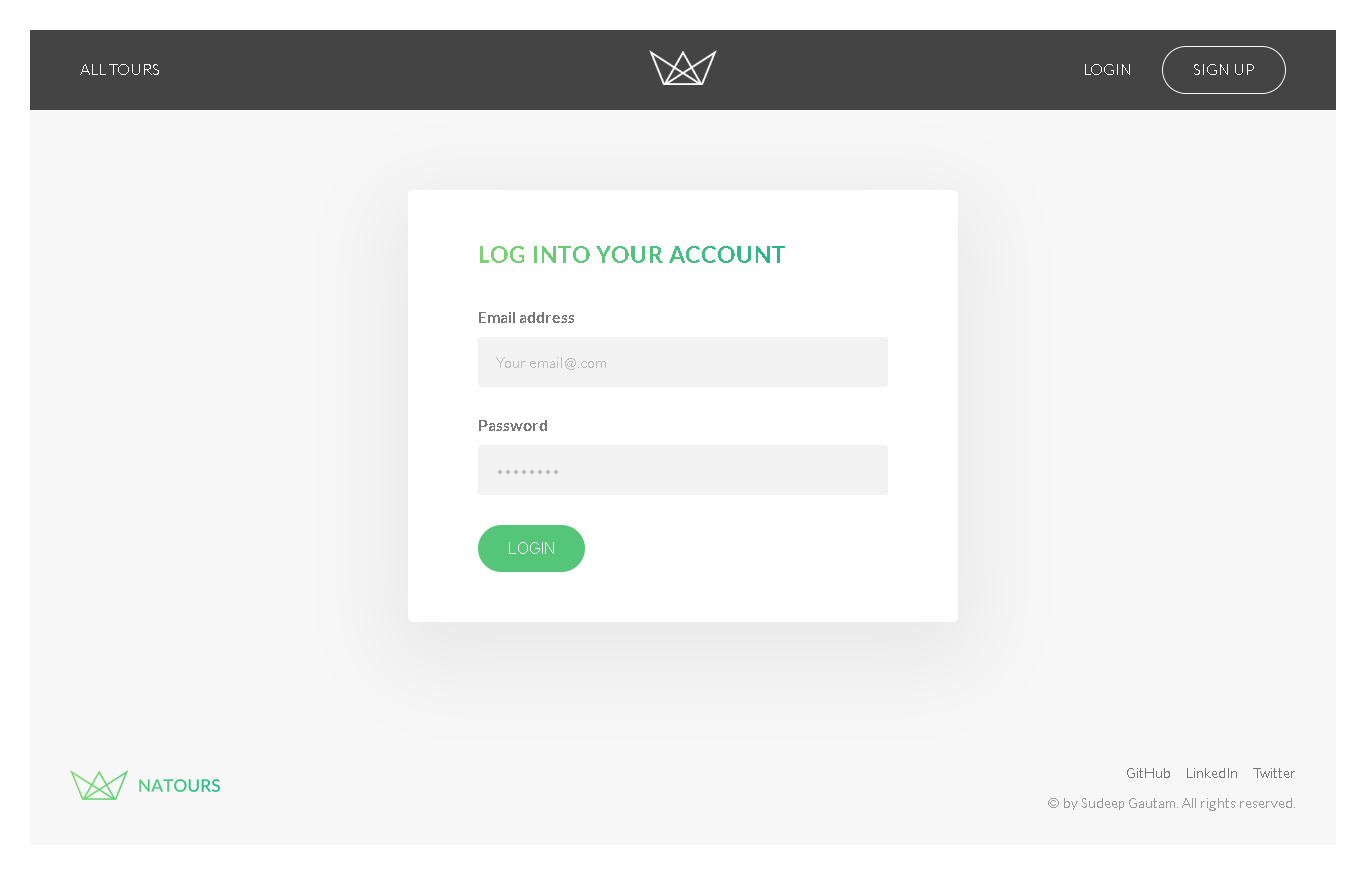 ALL TOURS
LOGIN
SIGN UP
LOG INTO YOUR ACCOUNT
Email address
Your email@.com
Password
••••••••
LOGIN
NATOURS
GitHub LinkedIn Twitter
© by Sudeep Gautam. All rights reserved.